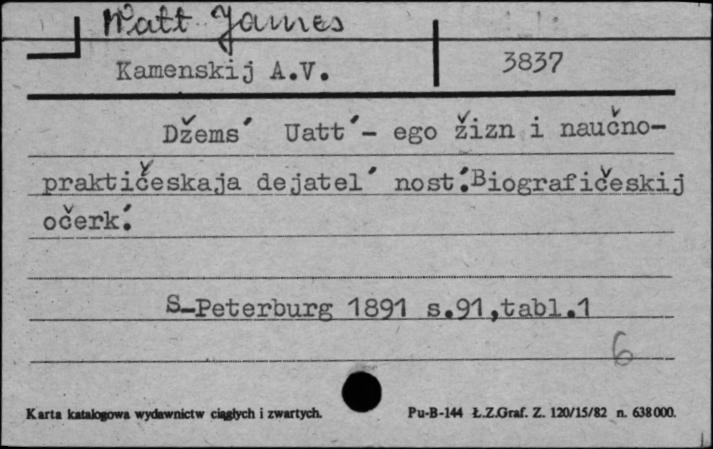 Watt James
Kamenskij A.V. 3837
Džems´ Uatt´- ego žizn i naučno-
praktičeskaja dejatel´ nost´.Biografičeskij
očerk´.
S-Peterburg 1891 s.91,tabl.1
6
Karta katalogowa wydawnictw ciągłych i zwartych. Pu-B-144 Ł.Z.Graf. Z. 120/15/82 n. 638000.